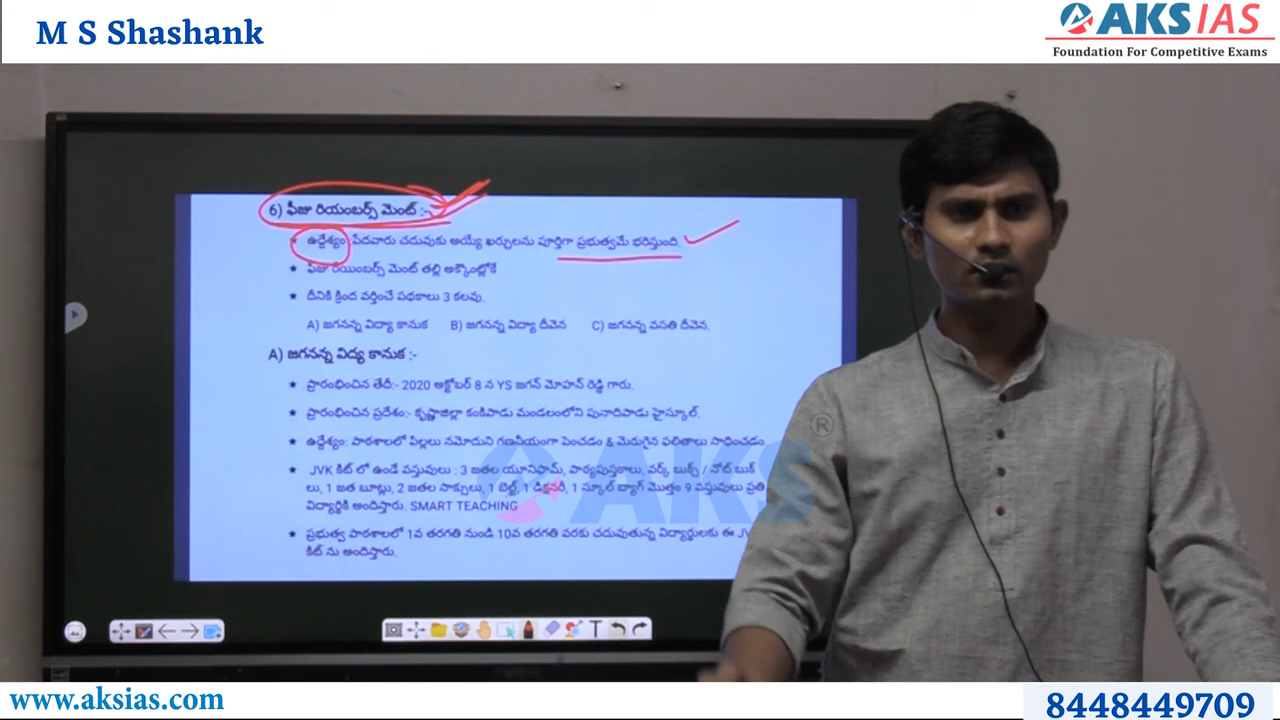 M S Shashank
AKS IAS
Foundation For Competitive Exams
6) ఫీజు రియంబర్స్ మెంట్ :-
★ ఉద్దేశ్యం పేదవారు చదువుకు అయ్యే ఖర్చులను పూర్తిగా ప్రభుత్వమే భరిస్తుంది.
★ ఫీజు రీయింబర్స్ మెంట్ తల్లి అక్కౌంట్లోకే
★ దీనికి క్రింద వర్తించే పథకాలు 3 కలవు.
A) జగనన్న విద్యా కానుక B) జగనన్న విద్యా దీవెన C) జగనన్న వసతి దీవెన.
A) జగనన్న విద్య కానుక :-
★ ప్రారంభించిన తేదీ:- 2020 అక్టోబర్ 8 న YS జగన్ మోహన్ రెడ్డి గారు.
★ ప్రారంభించిన ప్రదేశం:- కృష్ణాజిల్లా కంకిపాడు మండలంలోని పునాదిపాడు హైస్కూల్.
★ ఉద్దేశ్యం: పాఠశాలలో పిల్లలు నమోదుని గణనీయంగా పెంచడం & మెరుగైన ఫలితాలు సాధించడం.
★ JVK కిట్ లో ఉండే వస్తువులు : 3 జతల యూనిఫామ్, పాఠ్యపుస్తకాలు, వర్క్ బుక్స్ / నోట్ బుక్
లు, 1 జత బూట్లు, 2 జతల సాక్సులు, 1 బెల్ట్, 1 డిక్షనరీ, 1 స్కూల్ బ్యాగ్ మొత్తం 9 వస్తువులు ప్రతి
విద్యార్థికి అందిస్తారు. SMART TEACHING
★ ప్రభుత్వ పాఠశాలలో 1వ తరగతి నుండి 10వ తరగతి వరకు చదువుతున్న విద్యార్థులకు ఈ
కిట్ ను అందిస్తారు.
AKS
®
www.aksias.com
8448449709